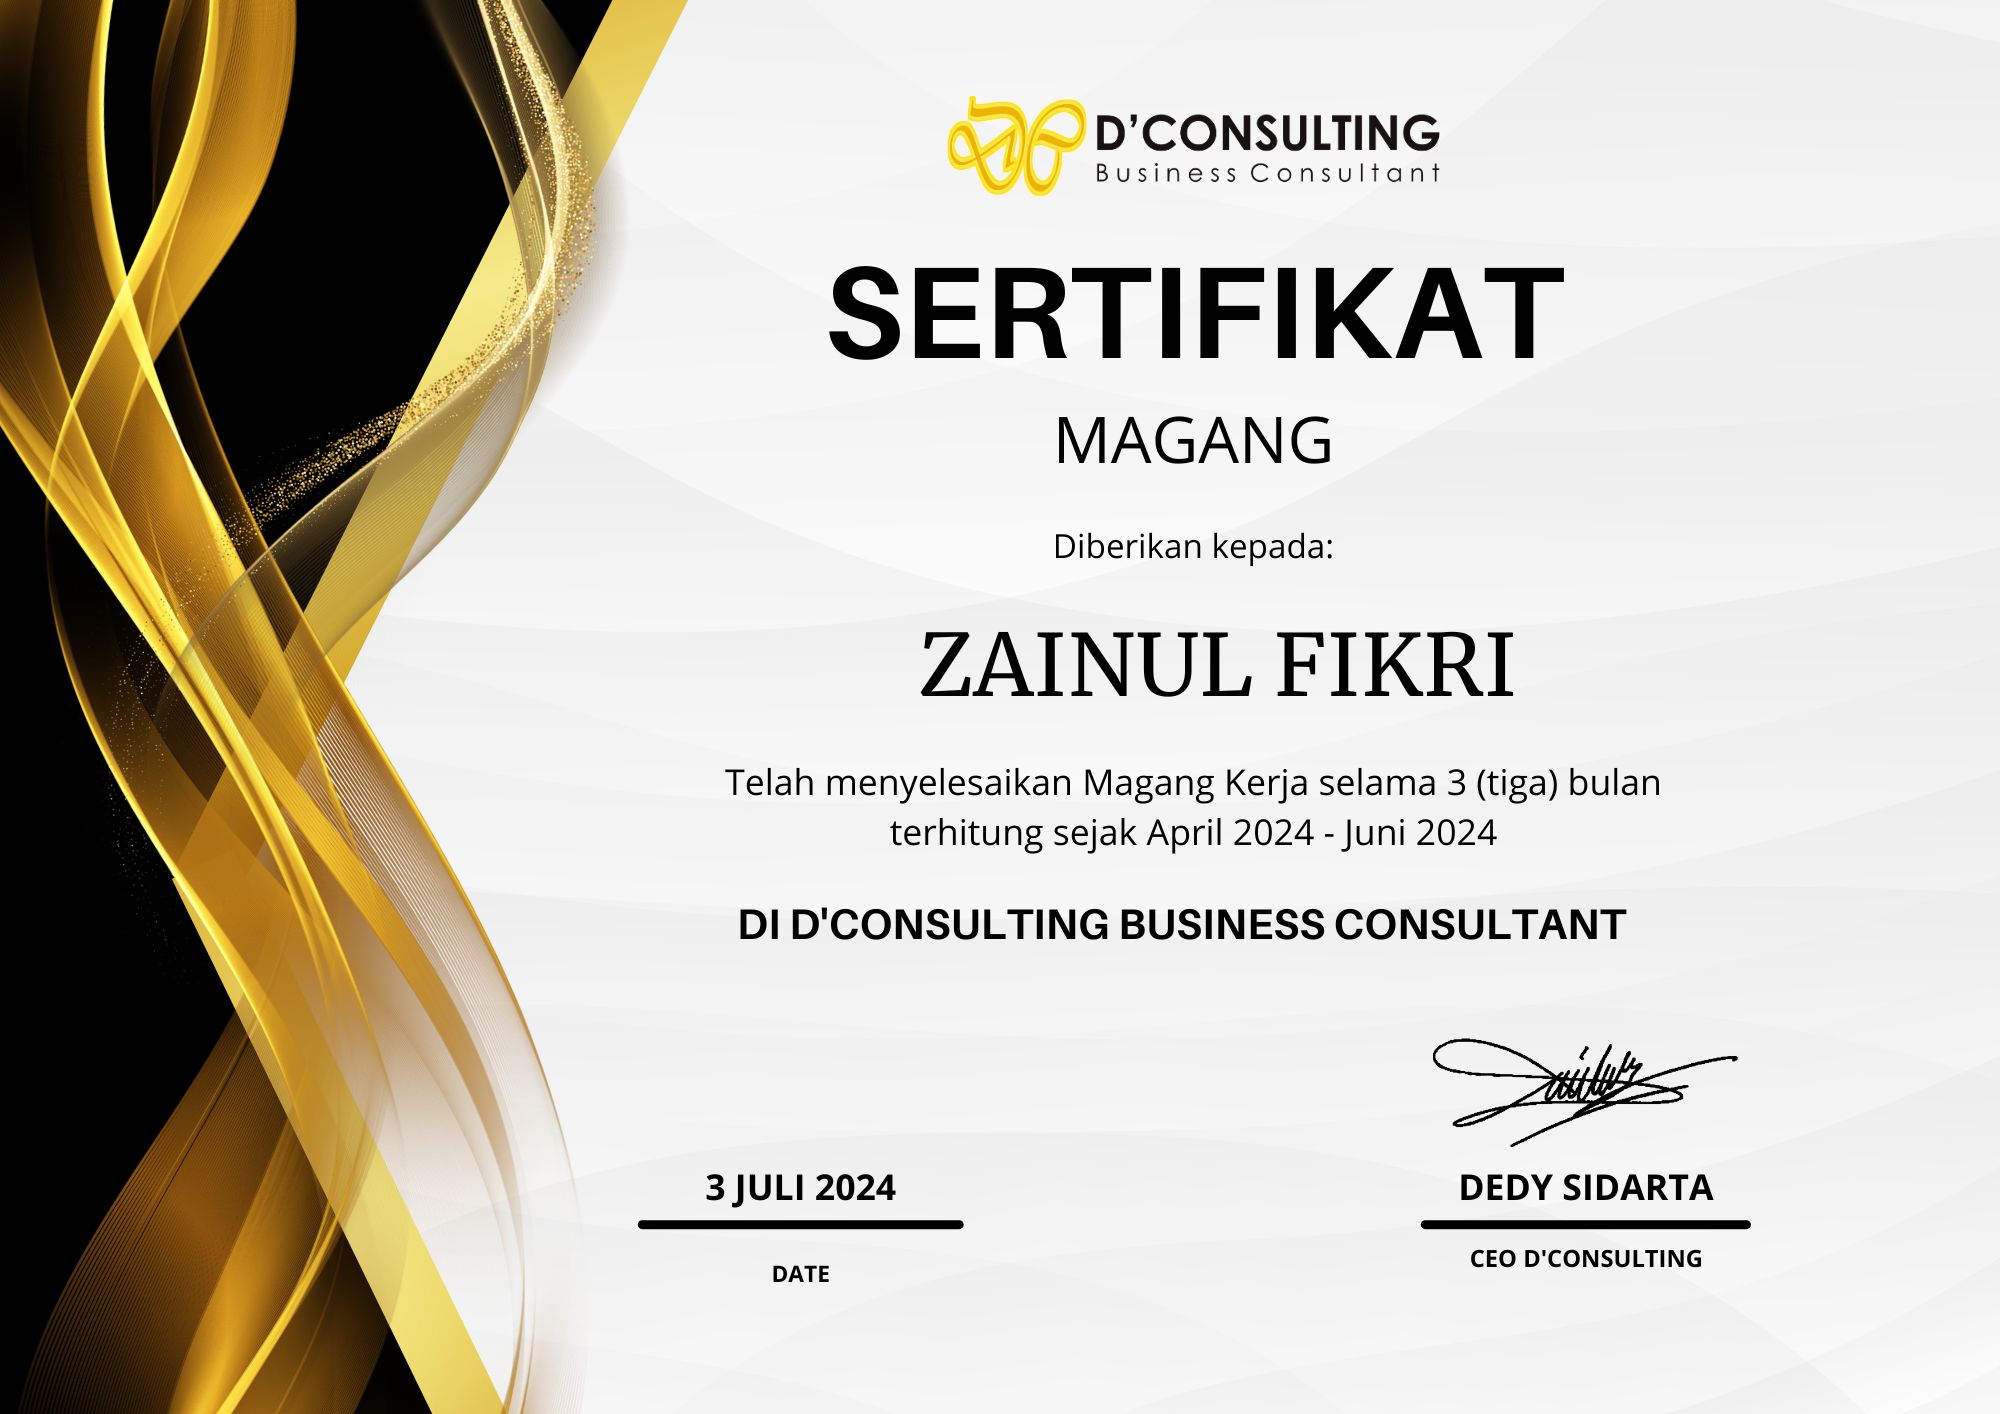 D'CONSULTING
Business Consultant
SERTIFIKAT
MAGANG
Diberikan kepada:
ZAINUL FIKRI
Telah menyelesaikan Magang Kerja selama 3 (tiga) bulan
terhitung sejak April 2024 - Juni 2024
DI D'CONSULTING BUSINESS CONSULTANT
3 JULI 2024
DATE
DEDY SIDARTA
CEO D'CONSULTING